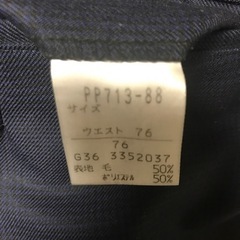 PP713-88
サイズ
ウエスト 76
76
G36 3352037
表地 毛 50%
ポリエステル 50%